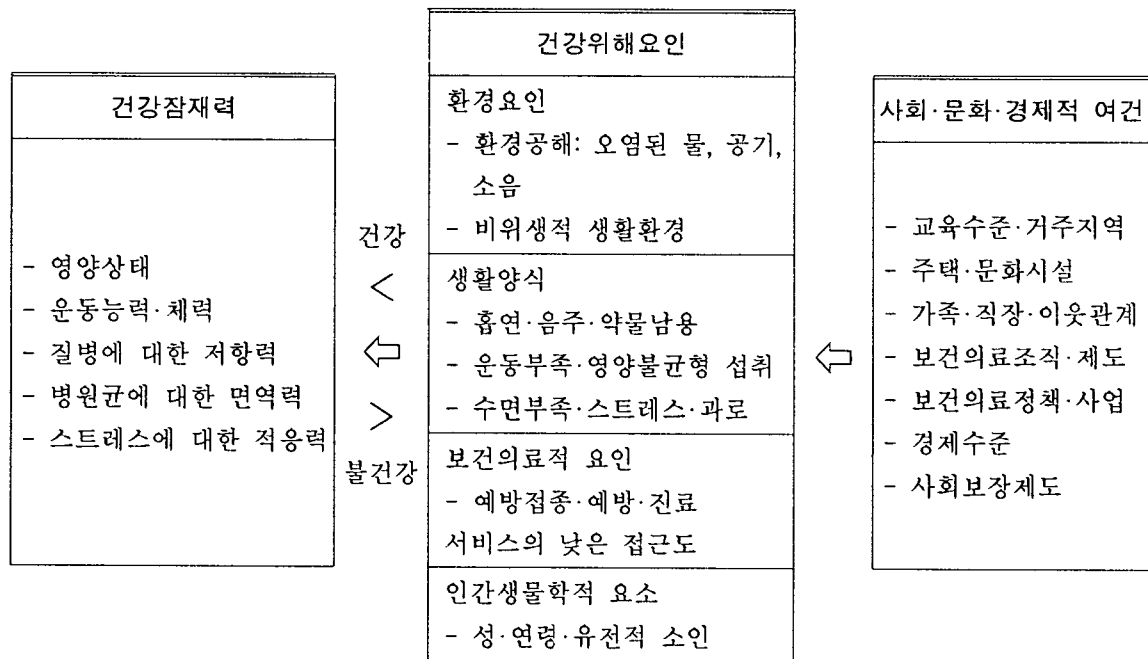 건강잠재력
- 영양상태
- 운동능력·체력
- 질병에 대한 저항력
- 병원균에 대한 면역력
- 스트레스에 대한 적응력
건강
<
⇦
>
불건강
건강위해요인
환경요인
- 환경공해: 오염된 물, 공기,
소음
- 비위생적 생활환경
생활양식
- 흡연·음주·약물남용
- 운동부족·영양불균형 섭취
- 수면부족·스트레스·과로
보건의료적 요인
- 예방접종·예방·진료
서비스의 낮은 접근도
인간생물학적 요소
- 성·연령·유전적 소인
⇦
사회·문화·경제적 여건
- 교육수준·거주지역
- 주택·문화시설
- 가족·직장·이웃관계
- 보건의료조직·제도
- 보건의료정책·사업
- 경제수준
- 사회보장제도